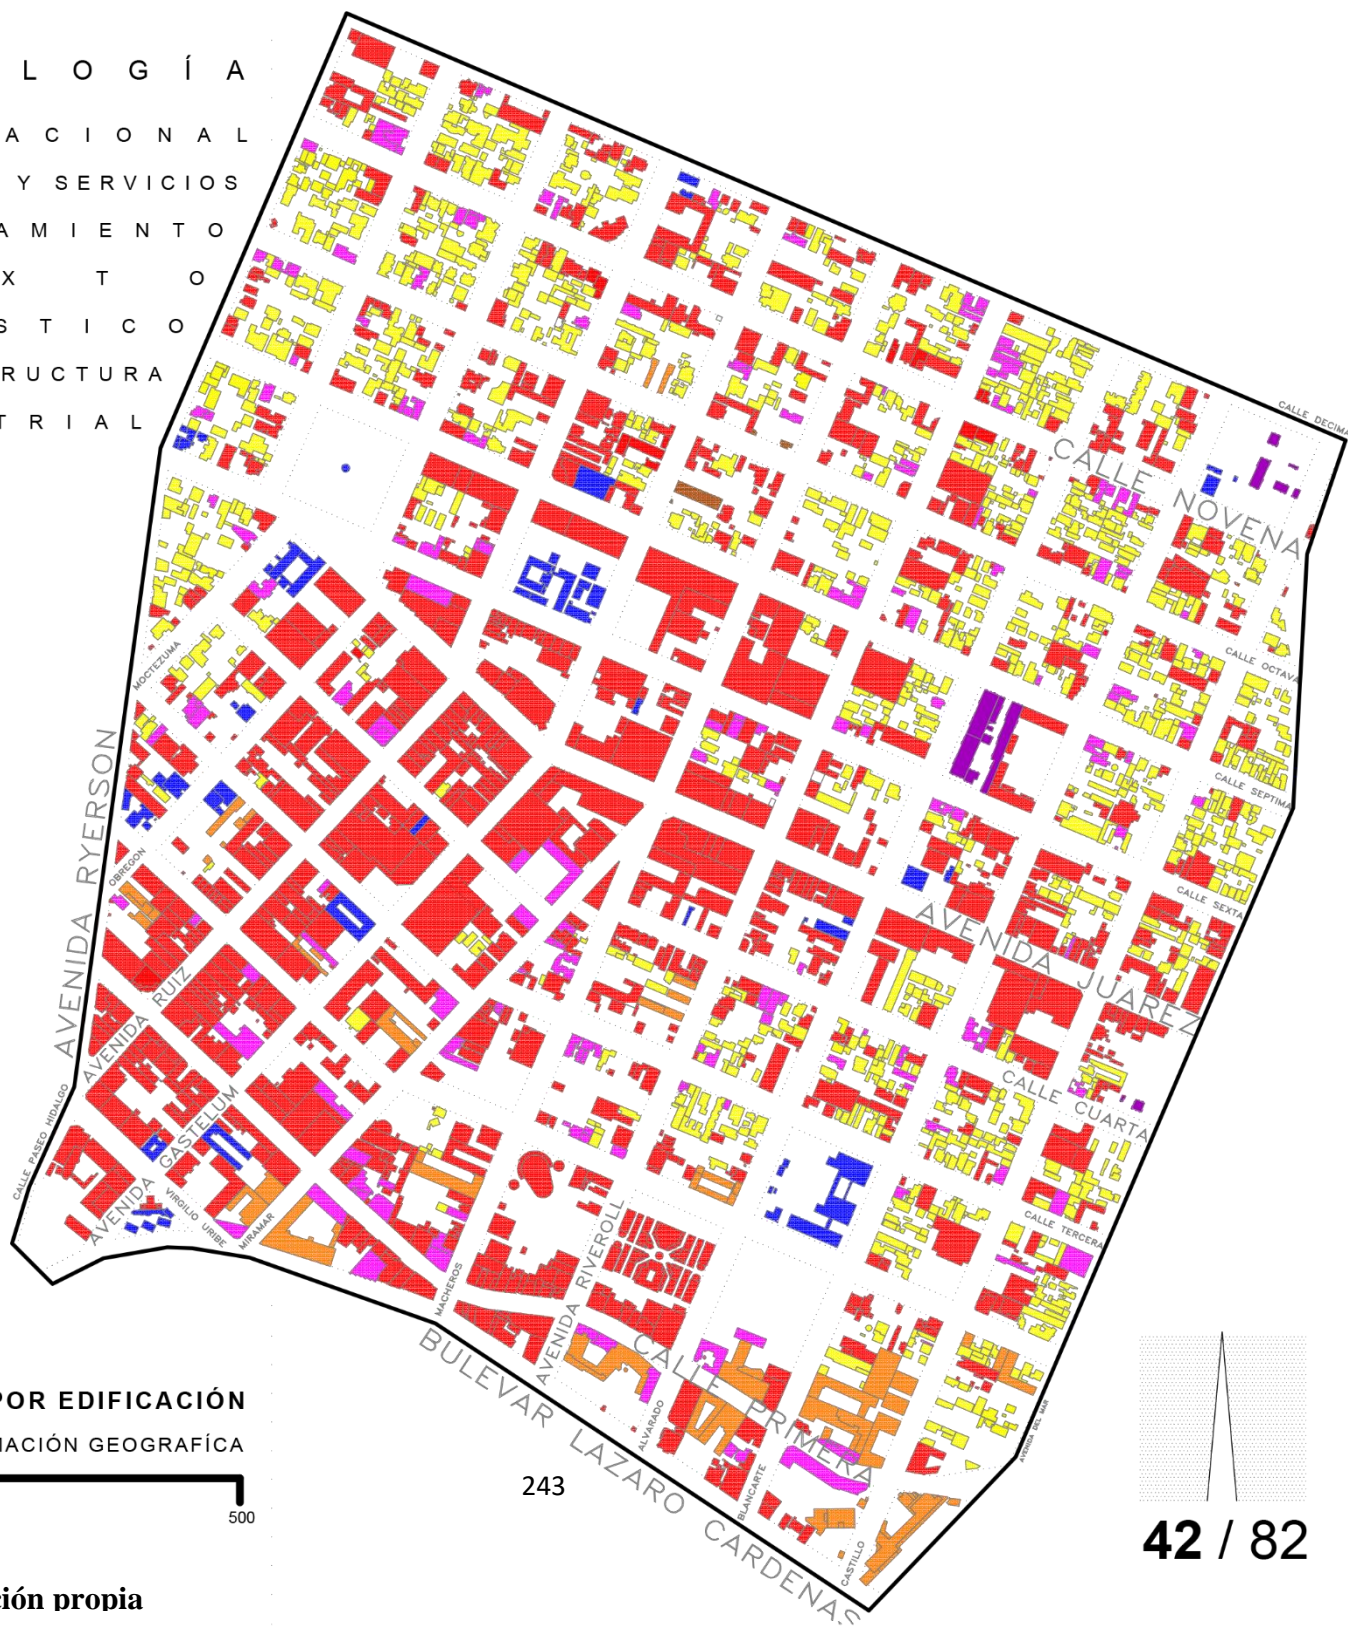 L O G Í A
A C I O N A L
Y SERVICIOS
A M I E N T O
X T O
S T I C O
RUCTURA
T R I A L
CALLE DECIMA
CALLE NOVENA
CALLE OCTAVA
CALLE SEPTIMA
CALLE SEXTA
AVENIDA JUAREZ
CALLE CUARTA
CALLE TERCERA
MOCTEZUMA
AVENIDA RYERSON
OBREGON
AVENIDA RUIZ
CALLE PASEO HIDALGO
AVENIDA GASTELUM
VIRGILIO URIBE
MIRAMAR
MACHEROS
AVENIDA RIVEROLL
CALLE PRIMERA
ALVARADO
BLANCARTE
CASTILLO
AVENIDA DEL MAR
BULEVAR LAZARO CARDENAS
POR EDIFICACIÓN
MACIÓN GEOGRAFÍCA
500
243
42 / 82
ción propia